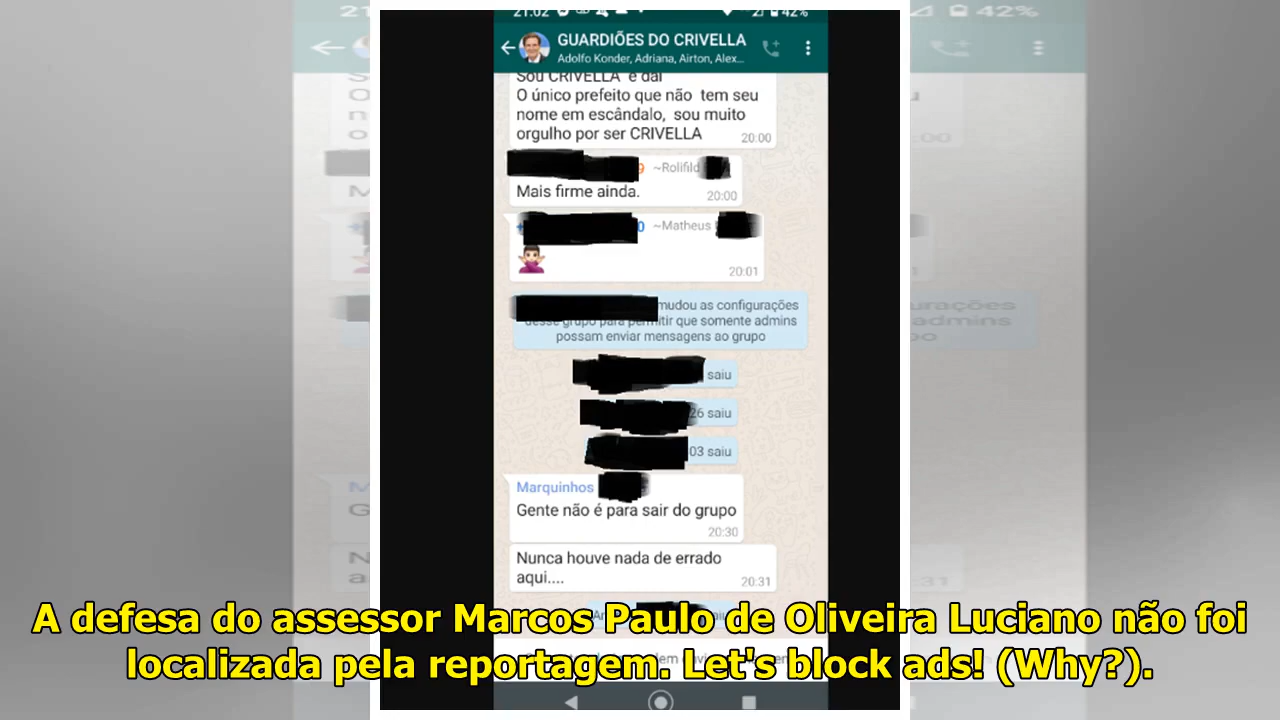 21:02
42%
GUARDIÕES DO CRIVELLA
Adolfo Konder, Adriana, Airton, Alex...
Sou CRIVELLA e daí
O único prefeito que não tem seu
nome em escândalo, sou muito
orgulho por ser CRIVELLA
20:00
~Rolifild
Mais firme ainda.
20:00
~Matheus
20:01
mudou as configurações
desse grupo para permitir que somente admins
possam enviar mensagens ao grupo
saiu
26 saiu
03 saiu
Marquinhos
Gente não é para sair do grupo
20:30
Nunca houve nada de errado
aqui....
20:31
A defesa do assessor Marcos Paulo de Oliveira Luciano não foi
localizada pela reportagem. Let's block ads! (Why?).